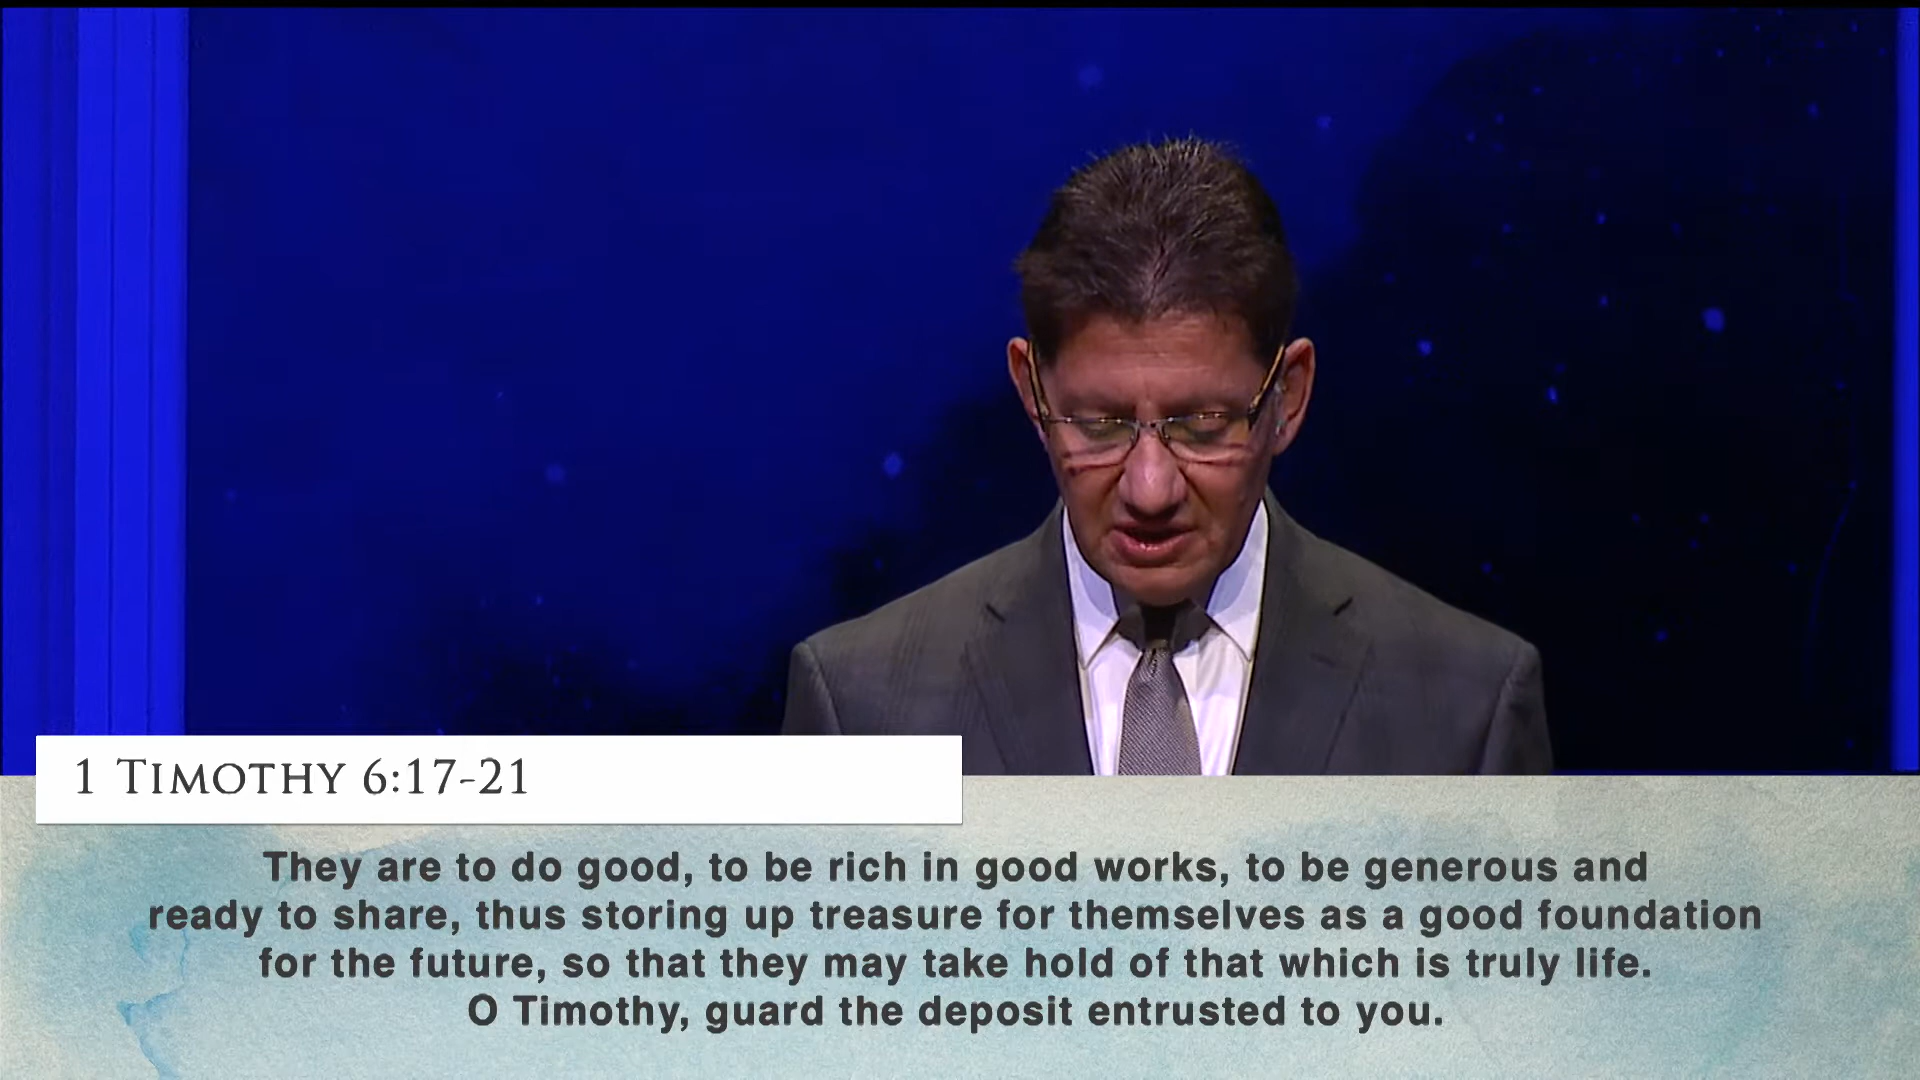 1 Timothy 6:17-21
They are to do good, to be rich in good works, to be generous and
ready to share, thus storing up treasure for themselves as a good foundation
for the future, so that they may take hold of that which is truly life.
O Timothy, guard the deposit entrusted to you.